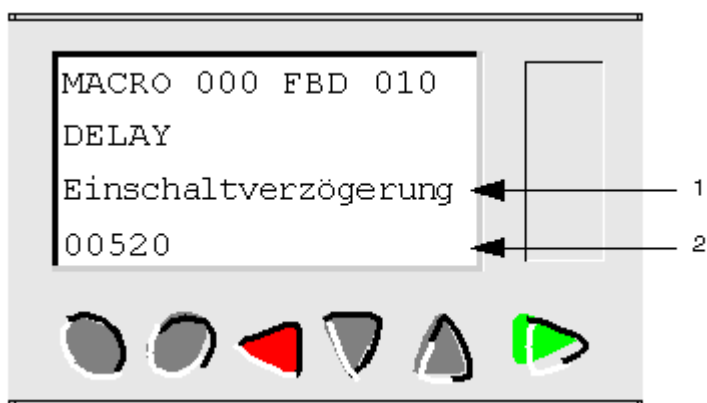 MACRO 000 FBD 010
DELAY
Einschaltverzögerung
1
00520
2